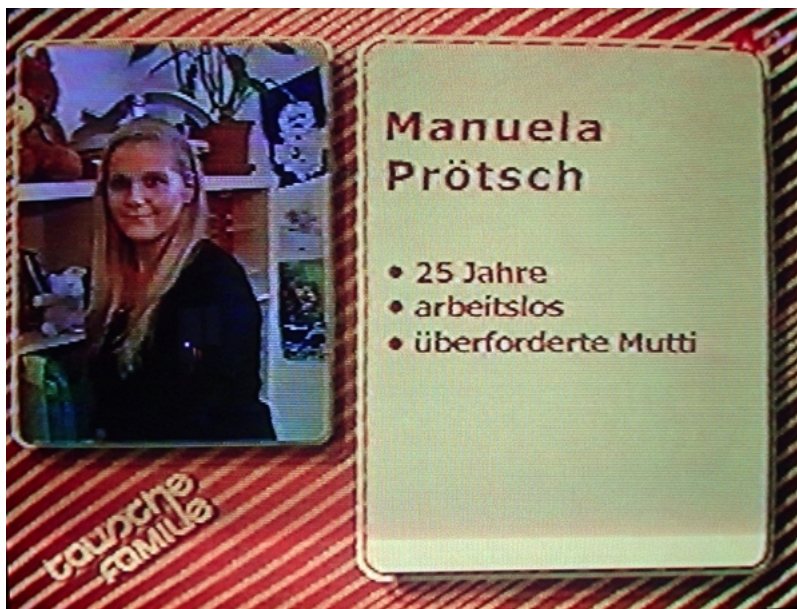 Manuela
Prötsch
• 25 Jahre
• arbeitslos
• überforderte Mutti
tausche
FAMILIE